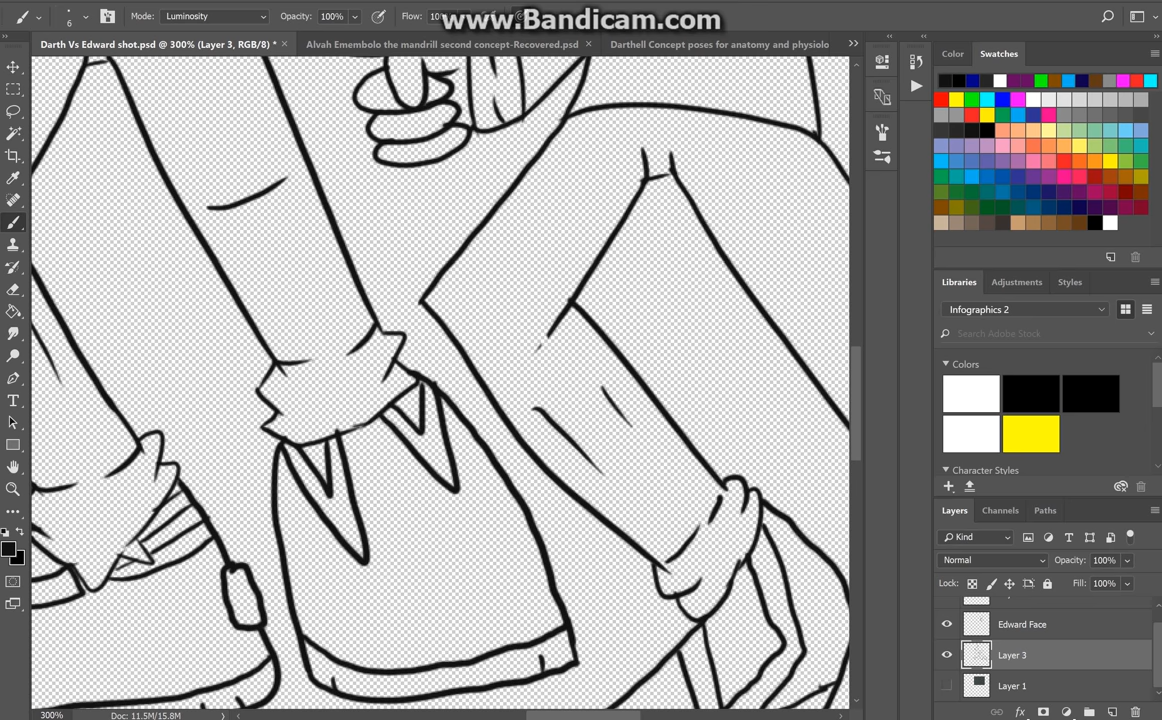 www.Bandicam.com
6
Mode: Luminosity
Opacity: 100%
Flow: 100%
Darth Vs Edward shot.psd @ 300% (Layer 3, RGB/8) * ×
Alvah Emembolo the mandrill second concept-Recovered.psd ×
Darthell Concept poses for anatomy and physiolo
Color
Swatches
Libraries
Adjustments
Styles
Infographics 2
Search Adobe Stock
Colors
Character Styles
Layers
Channels
Paths
Kind
Normal
Opacity: 100%
Lock:
Fill: 100%
Edward Face
Layer 3
Layer 1
300%
Doc: 11.5M/15.8M